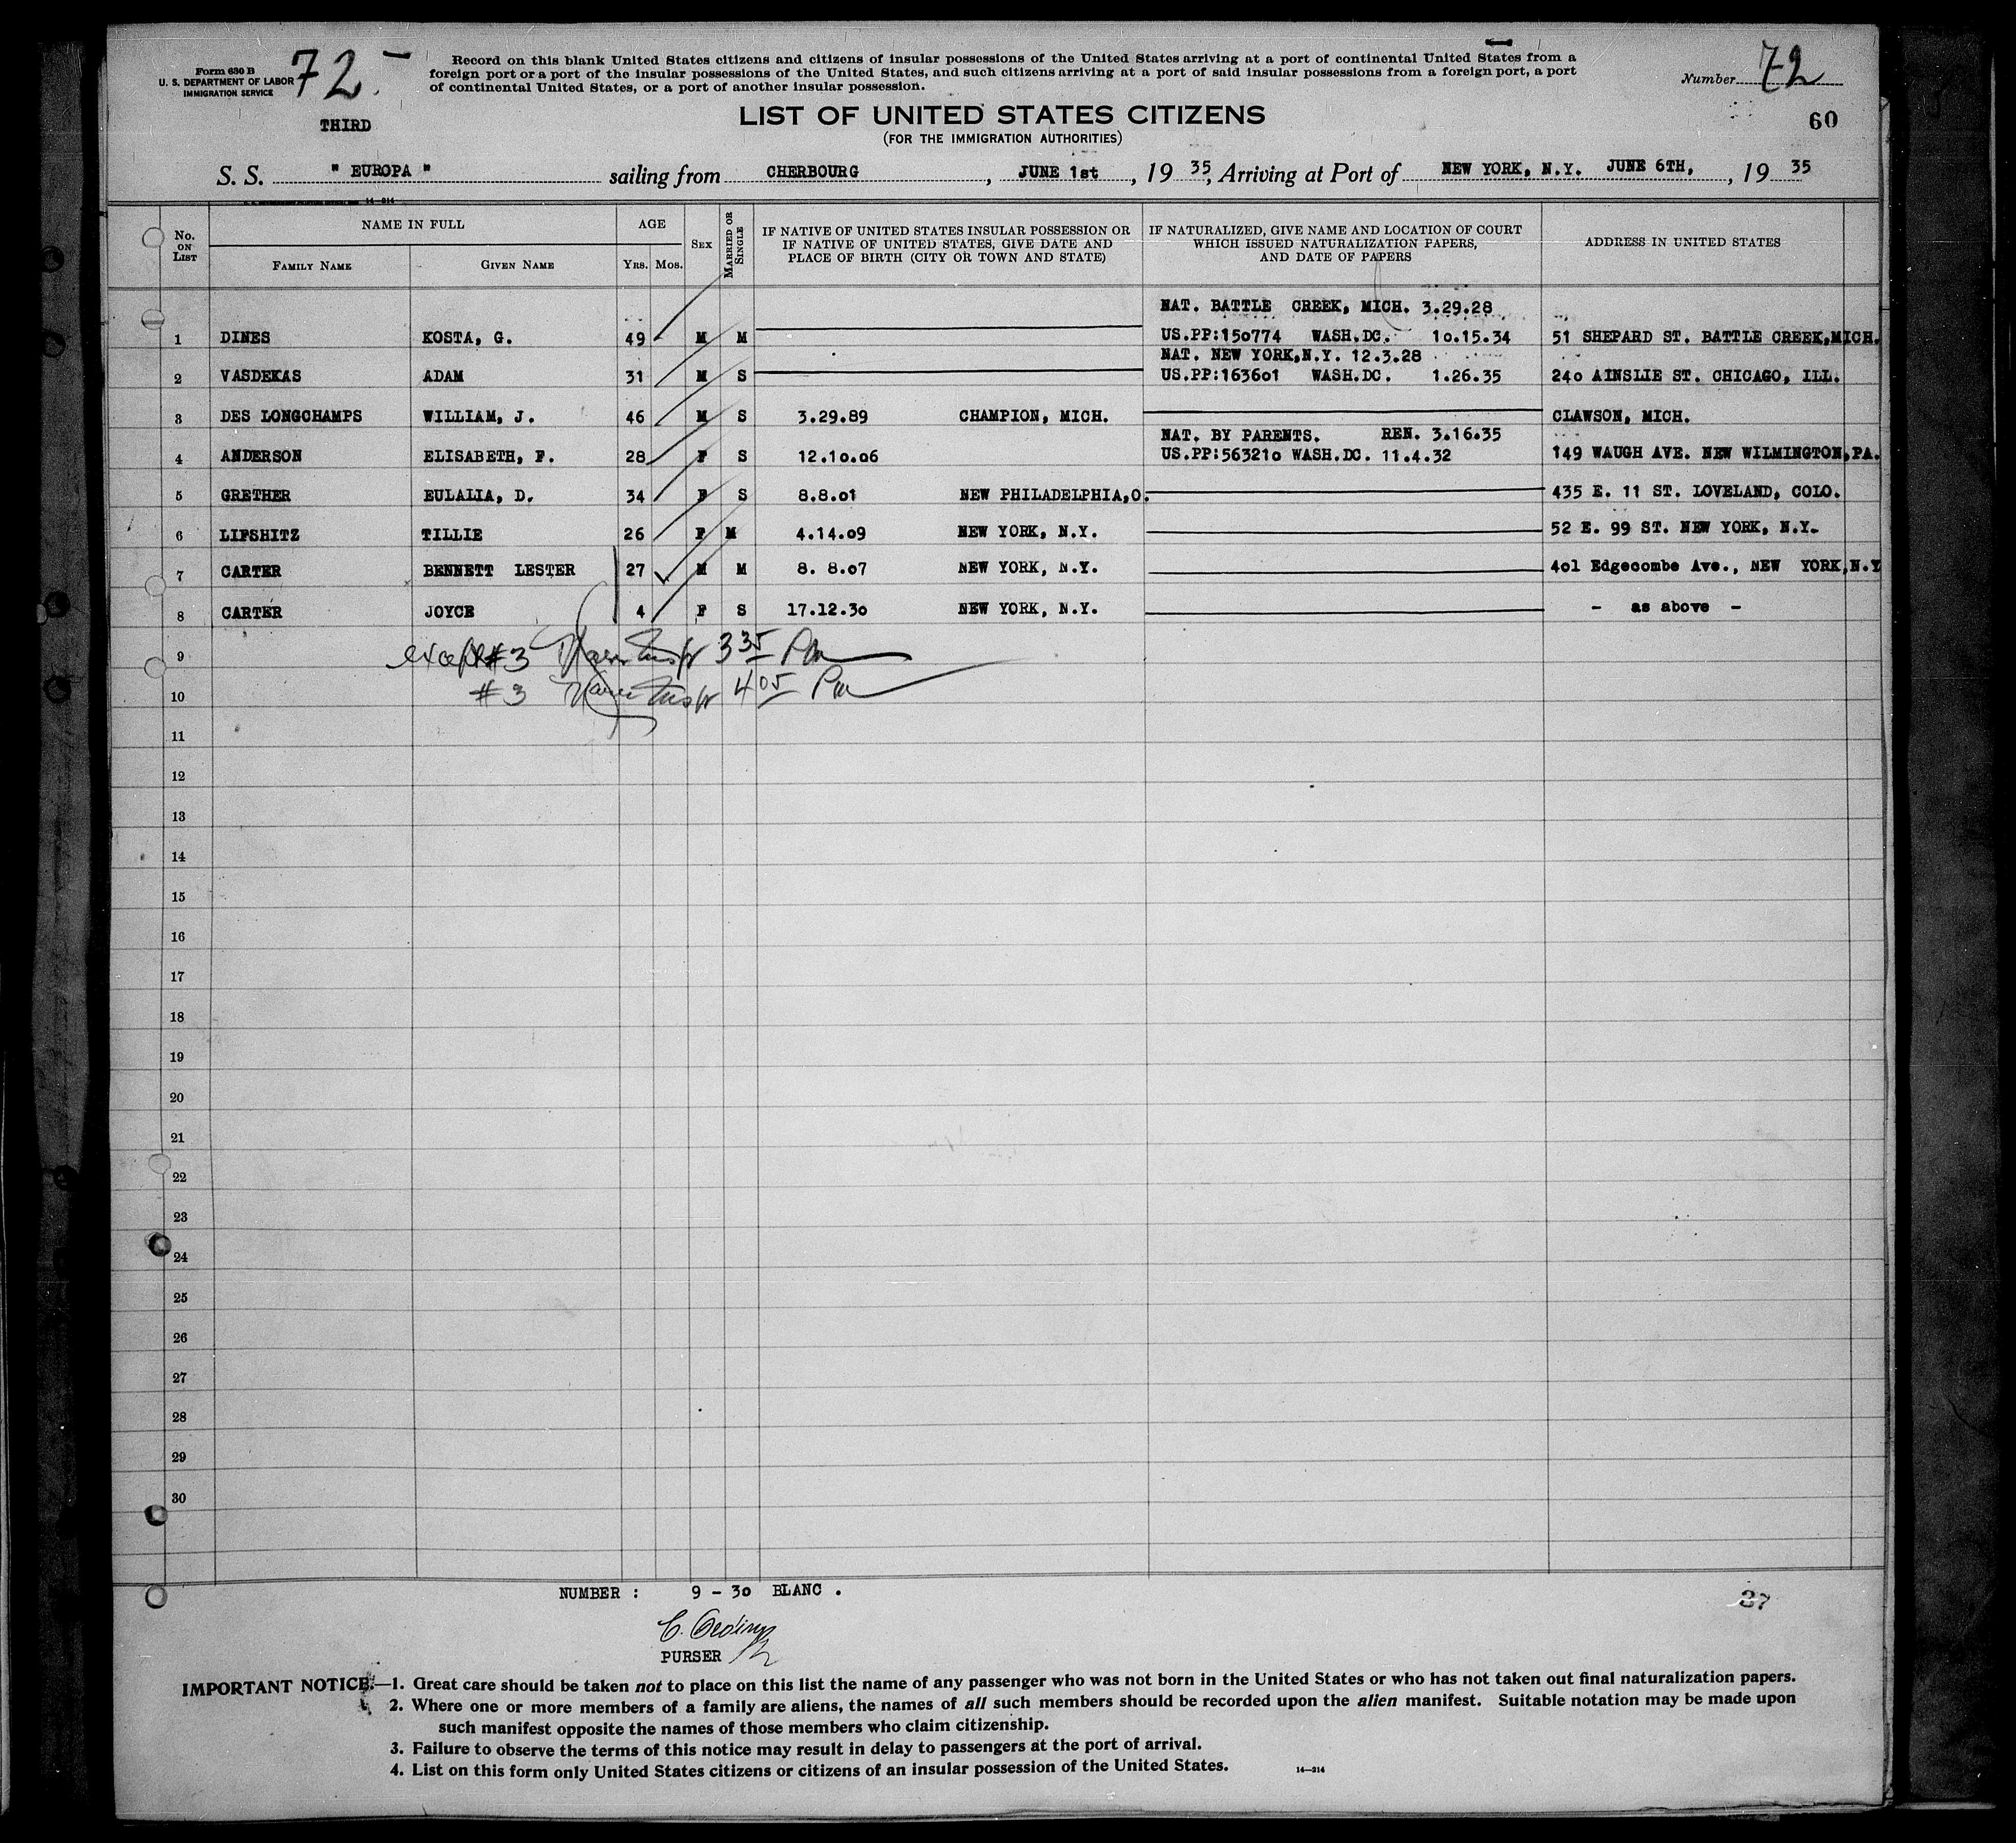 Form 630 B
U. S. DEPARTMENT OF LABOR
IMMIGRATION SERVICE
72.-
Record on this blank United States citizens and citizens of insular possessions of the United States arriving at a port of continental United States from a
foreign port or a port of the insular possessions of the United States, and such citizens arriving at a port of said insular possessions from a foreign port, a port
of continental United States, or a port of another insular possession.
Number 72
THIRD
LIST OF UNITED STATES CITIZENS
(FOR THE IMMIGRATION AUTHORITIES)
60
S. S. " EUROPA " sailing from CHERBOURG, JUNE 1st, 19 35, Arriving at Port of NEW YORK, N.Y. JUNE 6TH, , 19 35
14—214
No. ON LIST
NAME IN FULL
FAMILY NAME GIVEN NAME
AGE
YRS. MOS.
SEX
MARRIED OR SINGLE
IF NATIVE OF UNITED STATES INSULAR POSSESSION OR
IF NATIVE OF UNITED STATES, GIVE DATE AND
PLACE OF BIRTH (CITY OR TOWN AND STATE)
IF NATURALIZED, GIVE NAME AND LOCATION OF COURT
WHICH ISSUED NATURALIZATION PAPERS,
AND DATE OF PAPERS
ADDRESS IN UNITED STATES
NAT. BATTLE CREEK, MICH. 3.29.28
1 DINES KOSTA, G. 49 M M US.PP:150774 WASH.DC. 10.15.34 51 SHEPARD ST. BATTLE CREEK,MICH.
NAT. NEW YORK,N.Y. 12.3.28
2 VASDEKAS ADAM 31 M S US.PP:163601 WASH.DC. 1.26.35 240 AINSLIE ST. CHICAGO, ILL.
3 DES LONGCHAMPS WILLIAM, J. 46 M S 3.29.89 CHAMPION, MICH. CLAWSON, MICH.
NAT. BY PARENTS. REN. 3.16.35
4 ANDERSON ELISABETH, F. 28 F S 12.10.06 US.PP:563210 WASH.DC. 11.4.32 149 WAUGH AVE. NEW WILMINGTON,PA.
5 GRETHER EULALIA, D. 34 F S 8.8.01 NEW PHILADELPHIA,O. 435 E. 11 ST. LOVELAND, COLO.
6 LIFSHITZ TILLIE 26 F M 4.14.09 NEW YORK, N.Y. 52 E. 99 ST. NEW YORK, N.Y.
7 CARTER BENNETT LESTER 27 M M 8. 8.07 NEW YORK, N.Y. 401 Edgecombe Ave., NEW YORK,N.Y
8 CARTER JOYCE 4 F S 17.12.30 NEW YORK, N.Y. - as above -
9 except #3 3 35 Pm
10 #3 4 05 Pm
11
12
13
14
15
16
17
18
19
20
21
22
23
24
25
26
27
28
29
30
NUMBER : 9 - 30 BLANC .
37
PURSER
IMPORTANT NOTICE.—1. Great care should be taken not to place on this list the name of any passenger who was not born in the United States or who has not taken out final naturalization papers.
2. Where one or more members of a family are aliens, the names of all such members should be recorded upon the alien manifest. Suitable notation may be made upon
such manifest opposite the names of those members who claim citizenship.
3. Failure to observe the terms of this notice may result in delay to passengers at the port of arrival.
4. List on this form only United States citizens or citizens of an insular possession of the United States.
14—214